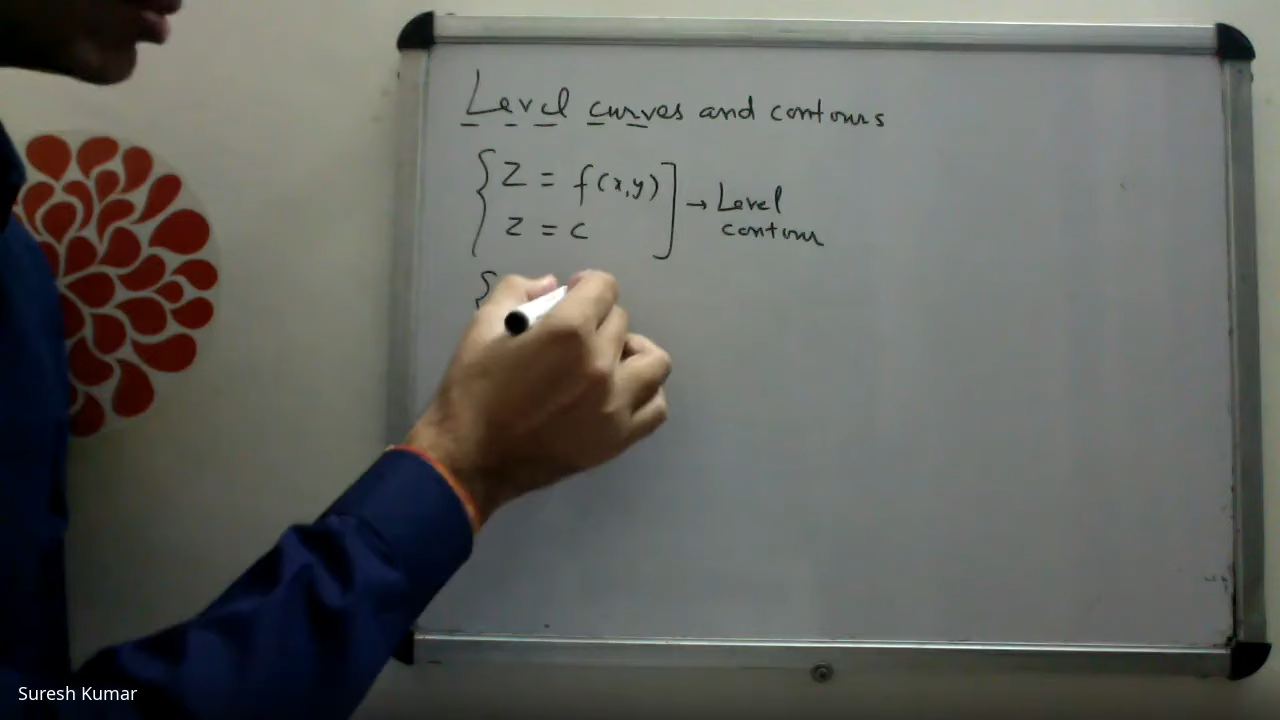 Level curves and contours
{ z = f(x,y) ] → Level
z = c contour
{
Suresh Kumar